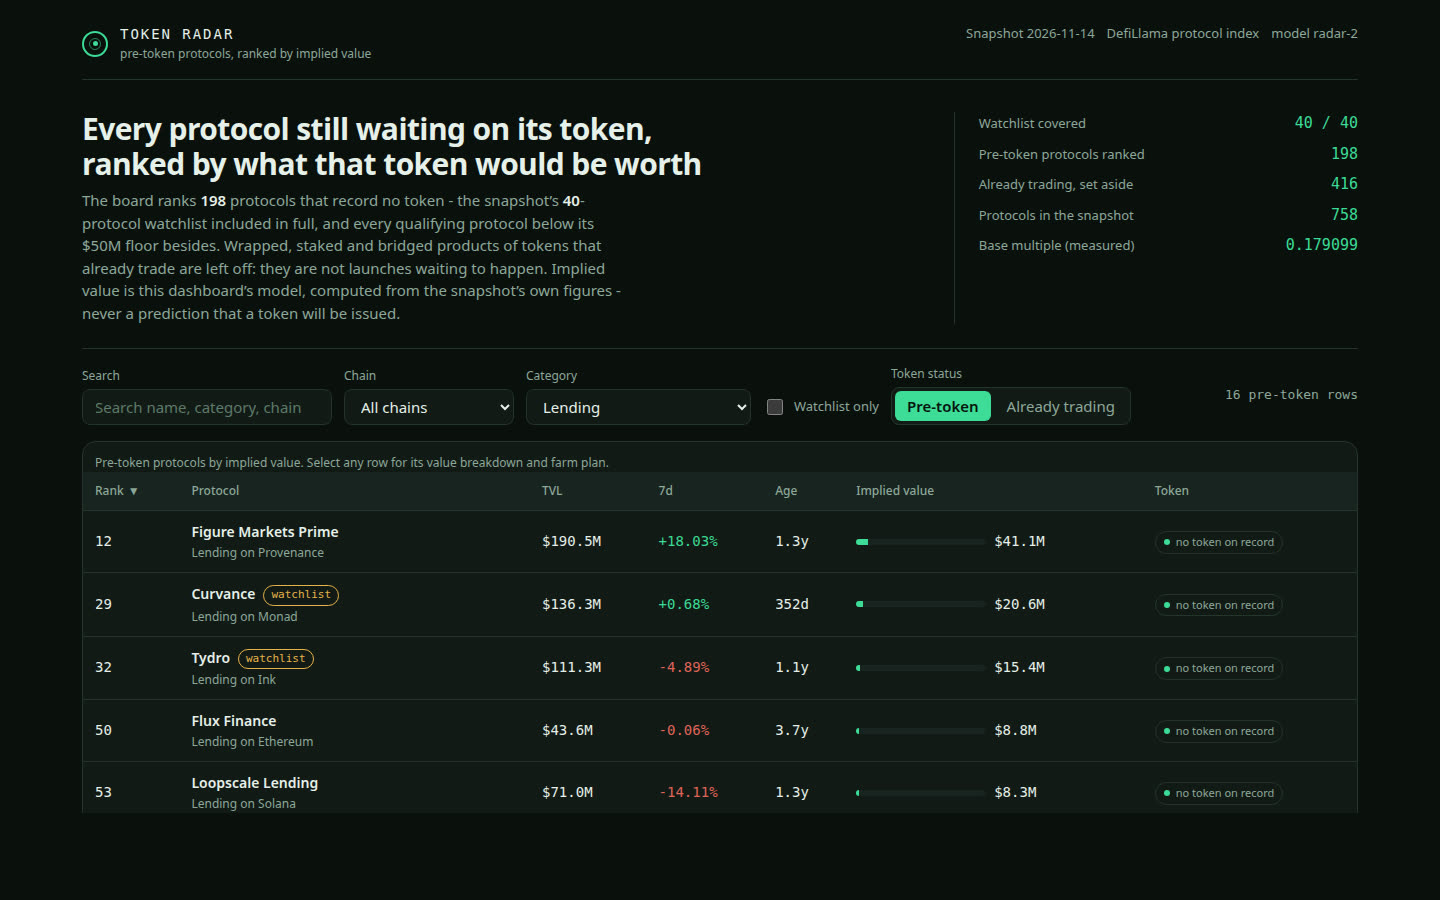 TOKEN RADAR
pre-token protocols, ranked by implied value
Snapshot 2026-11-14 DefiLlama protocol index model radar-2
Every protocol still waiting on its token,
ranked by what that token would be worth
The board ranks 198 protocols that record no token - the snapshot's 40-
protocol watchlist included in full, and every qualifying protocol below its
$50M floor besides. Wrapped, staked and bridged products of tokens that
already trade are left off: they are not launches waiting to happen. Implied
value is this dashboard's model, computed from the snapshot's own figures -
never a prediction that a token will be issued.
Watchlist covered 40 / 40
Pre-token protocols ranked 198
Already trading, set aside 416
Protocols in the snapshot 758
Base multiple (measured) 0.179099
Search Chain Category Token status
Search name, category, chain All chains Lending Watchlist only Pre-token Already trading 16 pre-token rows
Pre-token protocols by implied value. Select any row for its value breakdown and farm plan.
Rank ▼ Protocol TVL 7d Age Implied value Token
12 Figure Markets Prime $190.5M +18.03% 1.3y $41.1M no token on record
Lending on Provenance
29 Curvance watchlist $136.3M +0.68% 352d $20.6M no token on record
Lending on Monad
32 Tydro watchlist $111.3M -4.89% 1.1y $15.4M no token on record
Lending on Ink
50 Flux Finance $43.6M -0.06% 3.7y $8.8M no token on record
Lending on Ethereum
53 Loopscale Lending $71.0M -14.11% 1.3y $8.3M no token on record
Lending on Solana